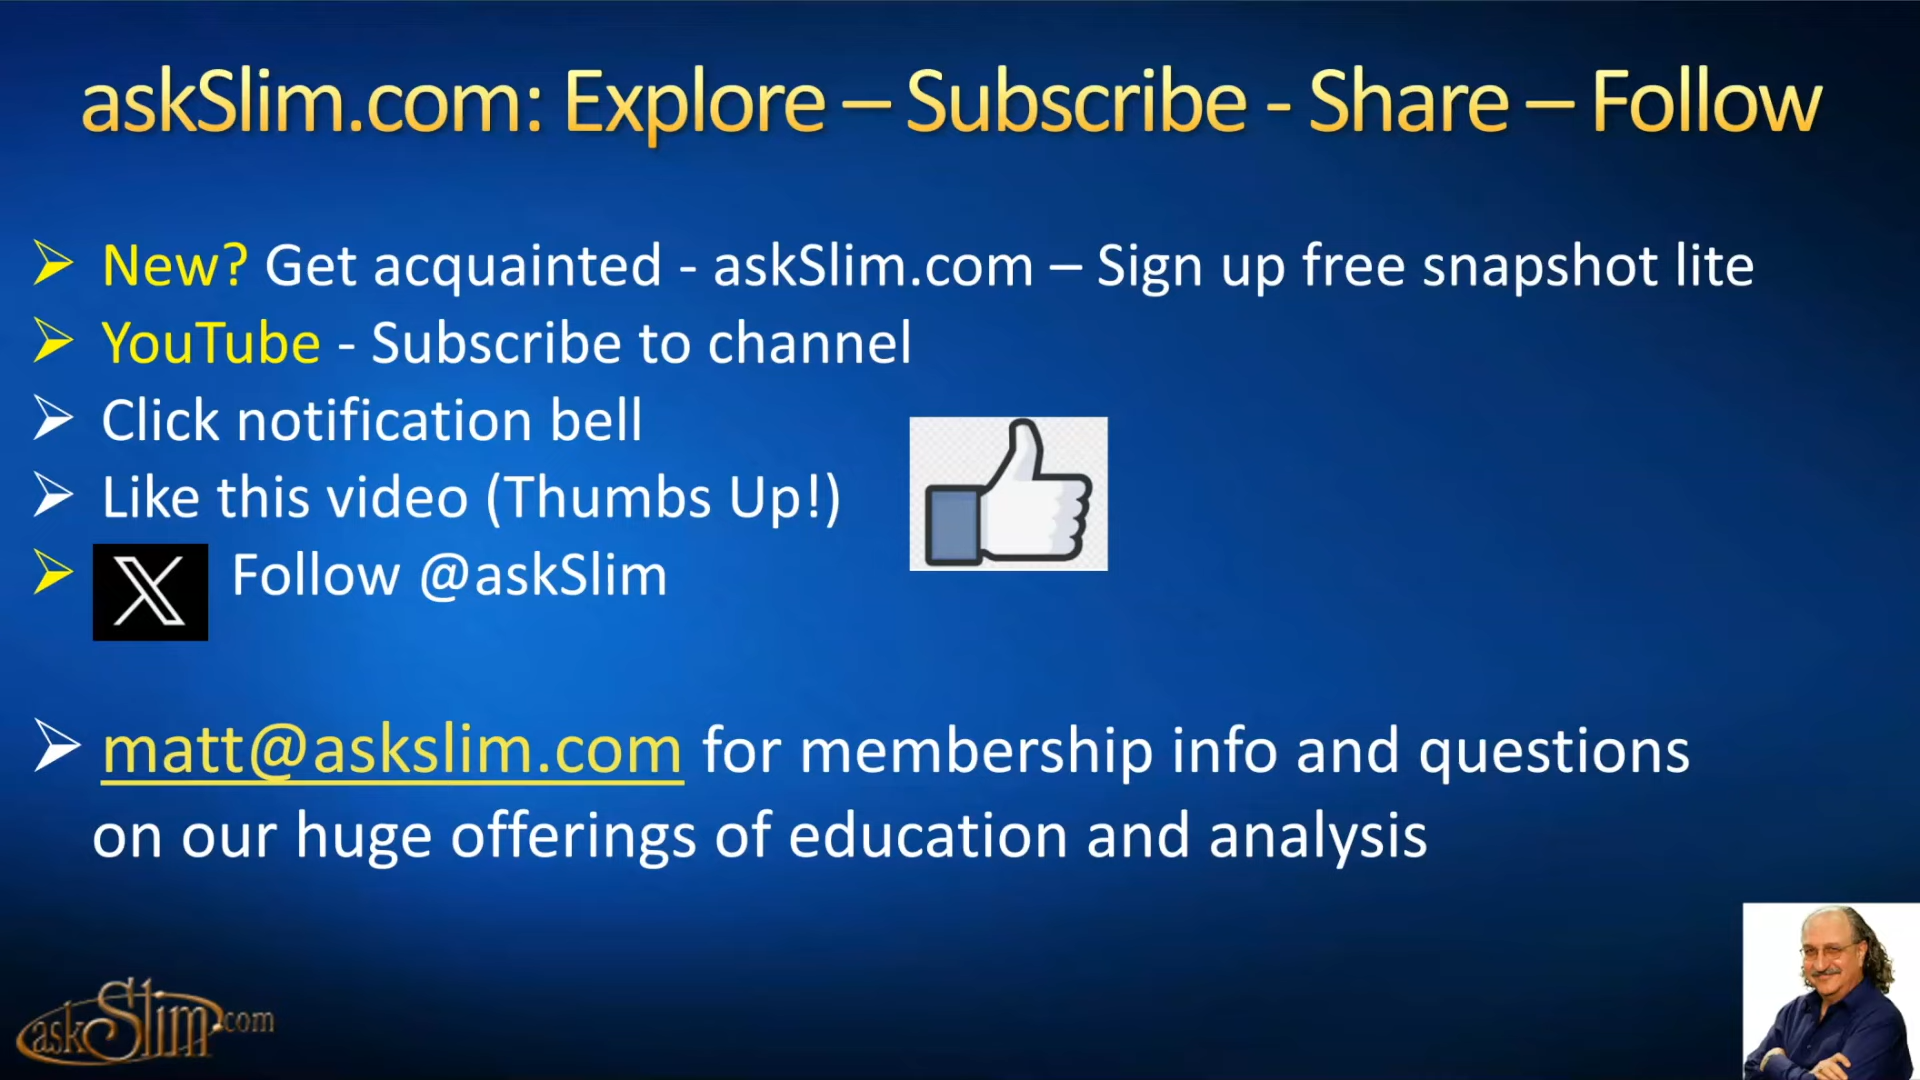 askSlim.com: Explore – Subscribe - Share – Follow
New? Get acquainted - askSlim.com – Sign up free snapshot lite
YouTube - Subscribe to channel
Click notification bell
Like this video (Thumbs Up!)
X Follow @askSlim
matt@askslim.com for membership info and questions
on our huge offerings of education and analysis
askSlim.com